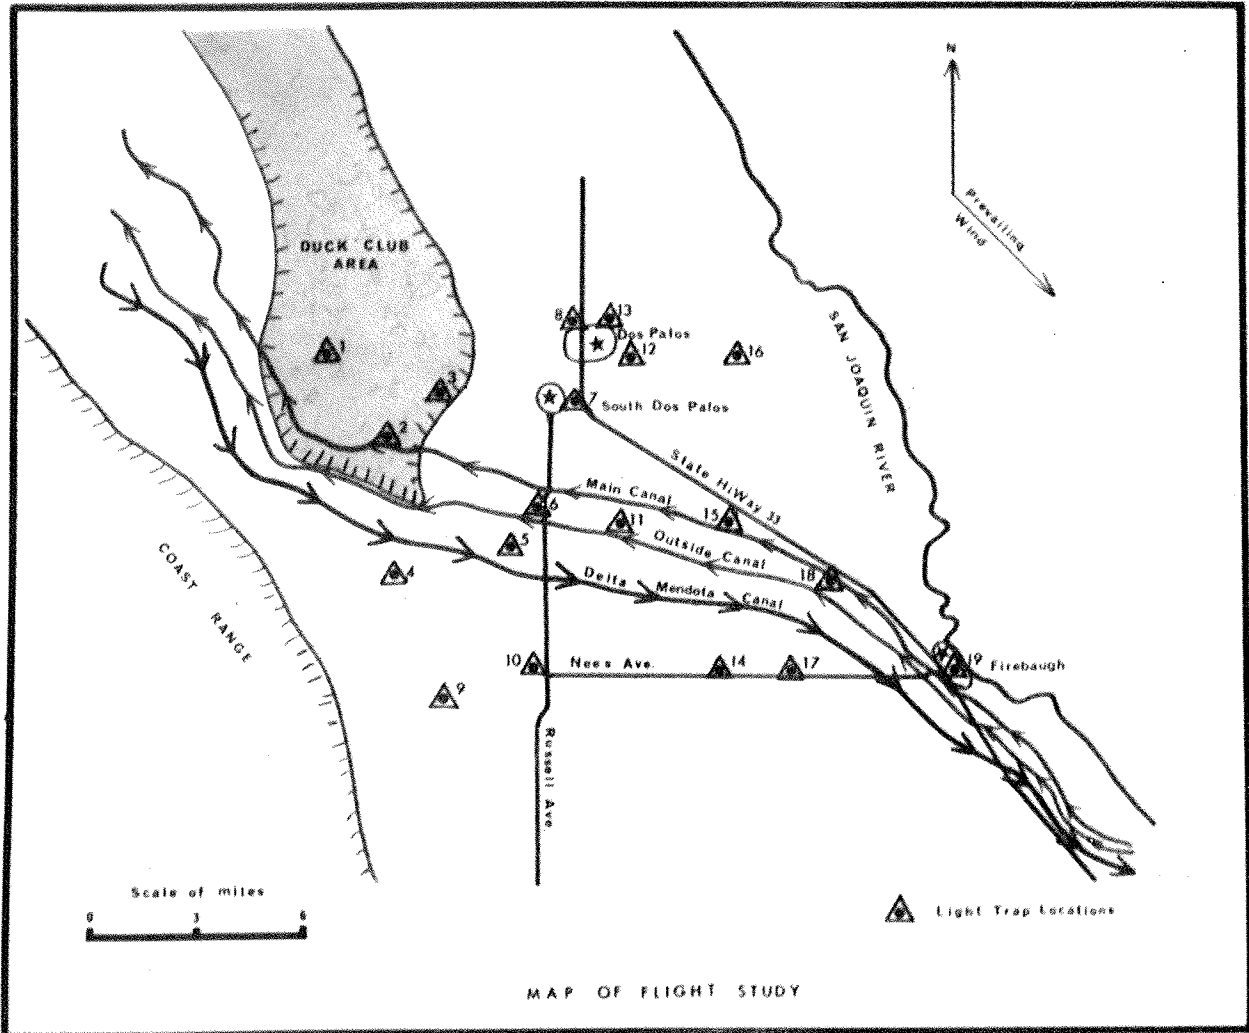 N
Prevailing
Wind
DUCK CLUB
AREA
1
3
2
8
13
Dos Palos
12
16
7
South Dos Palos
SAN JOAQUIN RIVER
State HiWay 33
Main Canal
6
11
15
Outside Canal
5
4
18
Delta Mendota Canal
COAST RANGE
10
Nees Ave.
14
17
19
Firebaugh
9
Russell Ave.
Scale of miles
0 3 6
Light Trap Locations
MAP OF FLIGHT STUDY